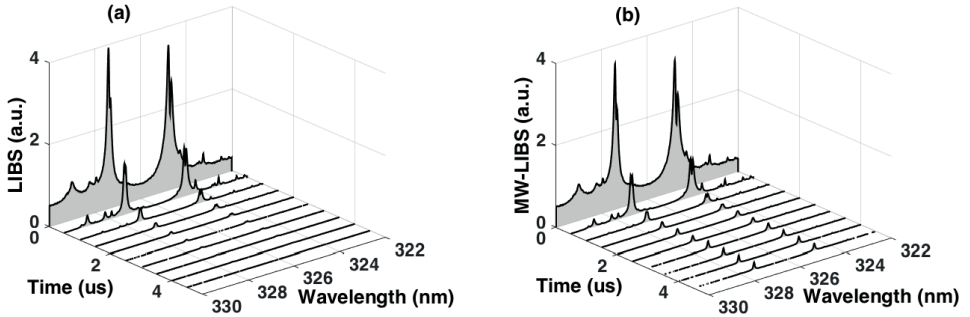 (a)
4
2
0
LIBS (a.u.)
0
2
4
Time (us)
330
328
326
324
322
Wavelength (nm)
(b)
4
2
0
MW-LIBS (a.u.)
0
2
4
Time (us)
330
328
326
324
322
Wavelength (nm)